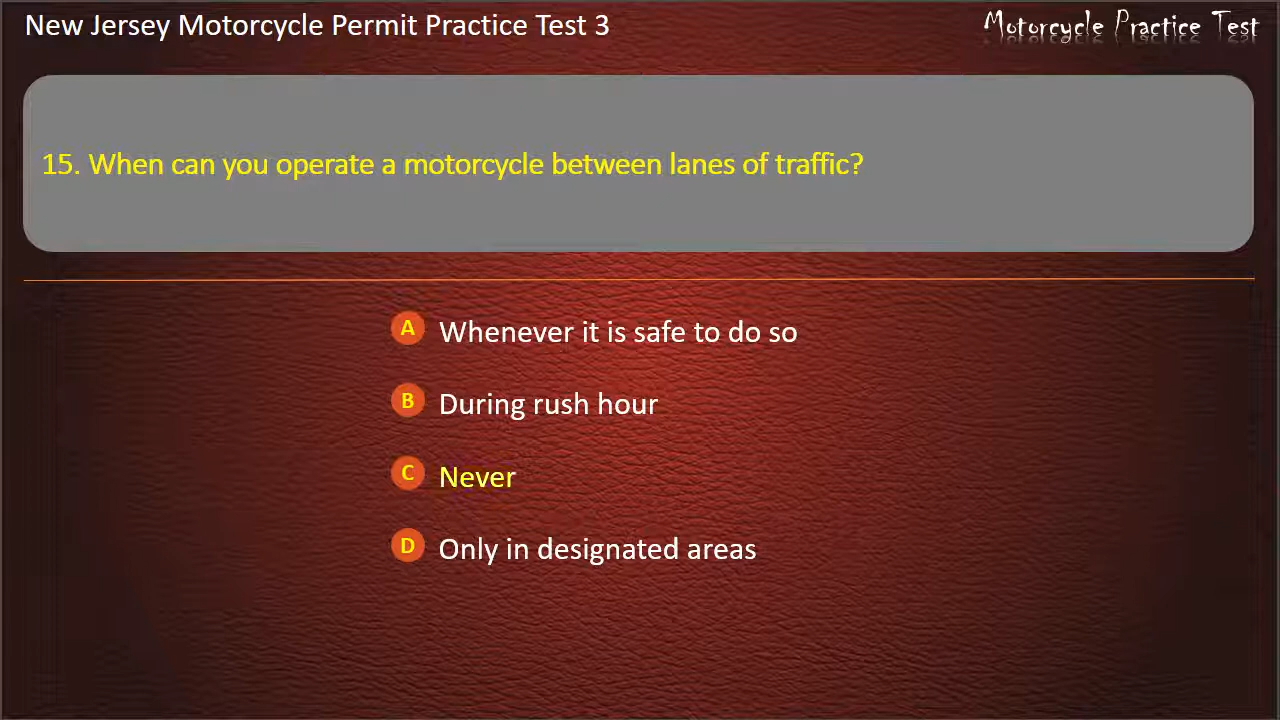 New Jersey Motorcycle Permit Practice Test 3
Motorcycle Practice Test
15. When can you operate a motorcycle between lanes of traffic?
A Whenever it is safe to do so
B During rush hour
C Never
D Only in designated areas